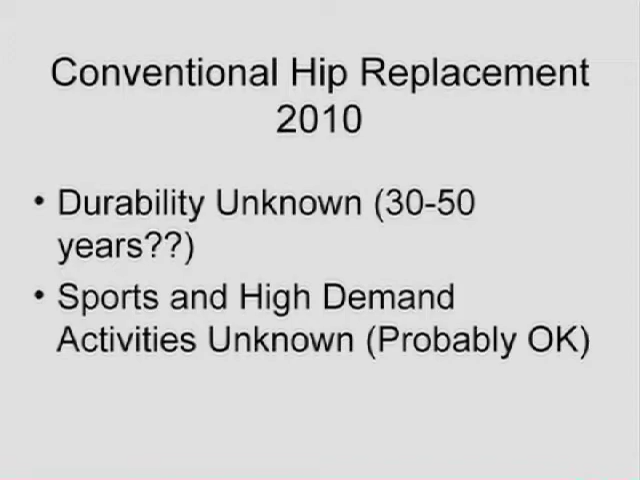 Conventional Hip Replacement
2010
• Durability Unknown (30-50
years??)
• Sports and High Demand
Activities Unknown (Probably OK)